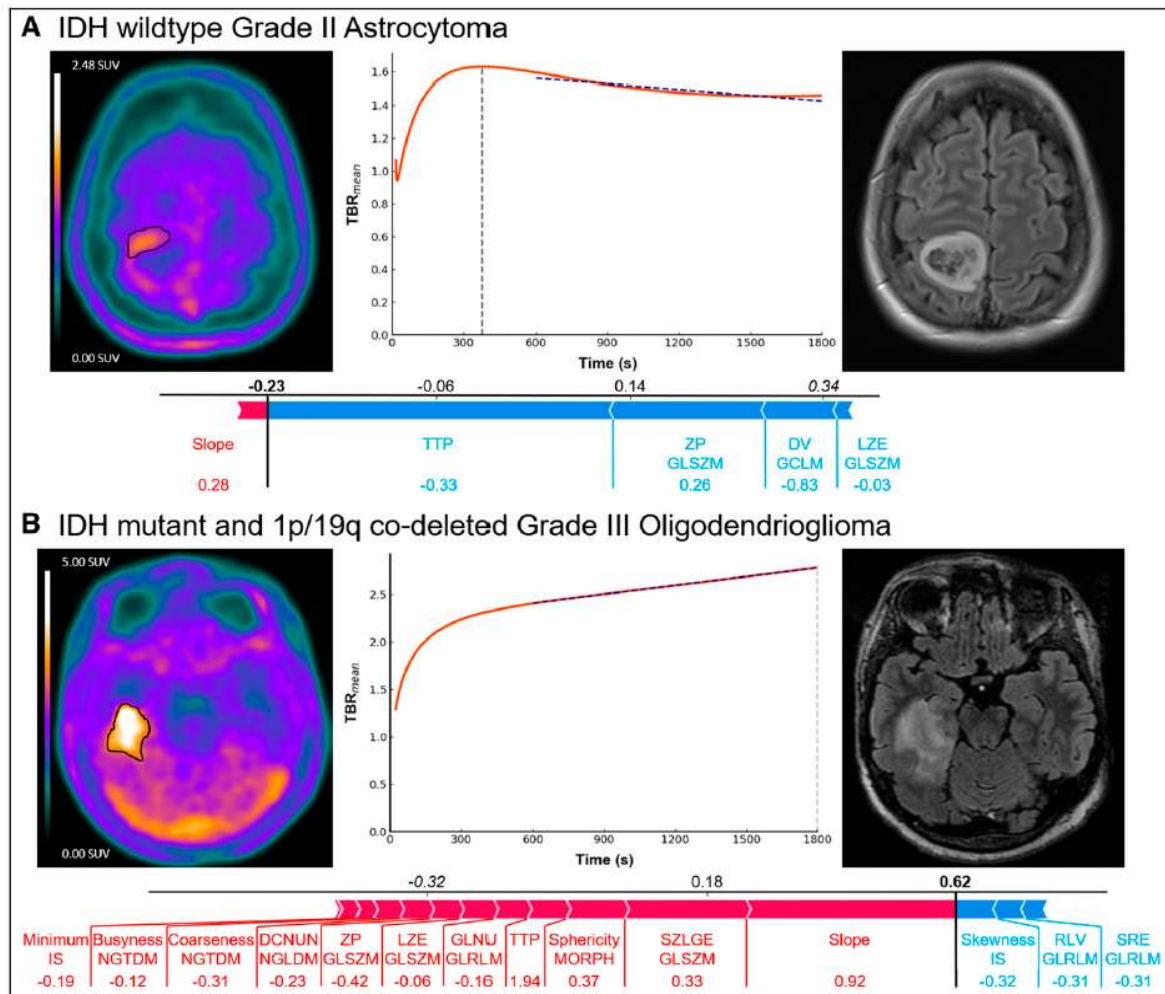 A IDH wildtype Grade II Astrocytoma
2.48 SUV
0.00 SUV
TBRmean
1.6
1.4
1.2
1.0
0.8
0.6
0.4
0.2
0.0
0 300 600 900 1200 1500 1800
Time (s)
-0.23 -0.06 0.14 0.34
Slope TTP ZP DV LZE
GLSZM GCLM GLSZM
0.28 -0.33 0.26 -0.83 -0.03
B IDH mutant and 1p/19q co-deleted Grade III Oligodendrioglioma
5.00 SUV
0.00 SUV
TBRmean
2.5
2.0
1.5
1.0
0.5
0.0
0 300 600 900 1200 1500 1800
Time (s)
-0.32 0.18 0.62
Minimum Busyness Coarseness DCNUN ZP LZE GLNU TTP Sphericity SZLGE Slope Skewness RLV SRE
IS NGTDM NGTDM NGLDM GLSZM GLSZM GLRLM MORPH GLSZM IS GLRLM GLRLM
-0.19 -0.12 -0.31 -0.23 -0.42 -0.06 -0.16 1.94 0.37 0.33 0.92 -0.32 -0.31 -0.31